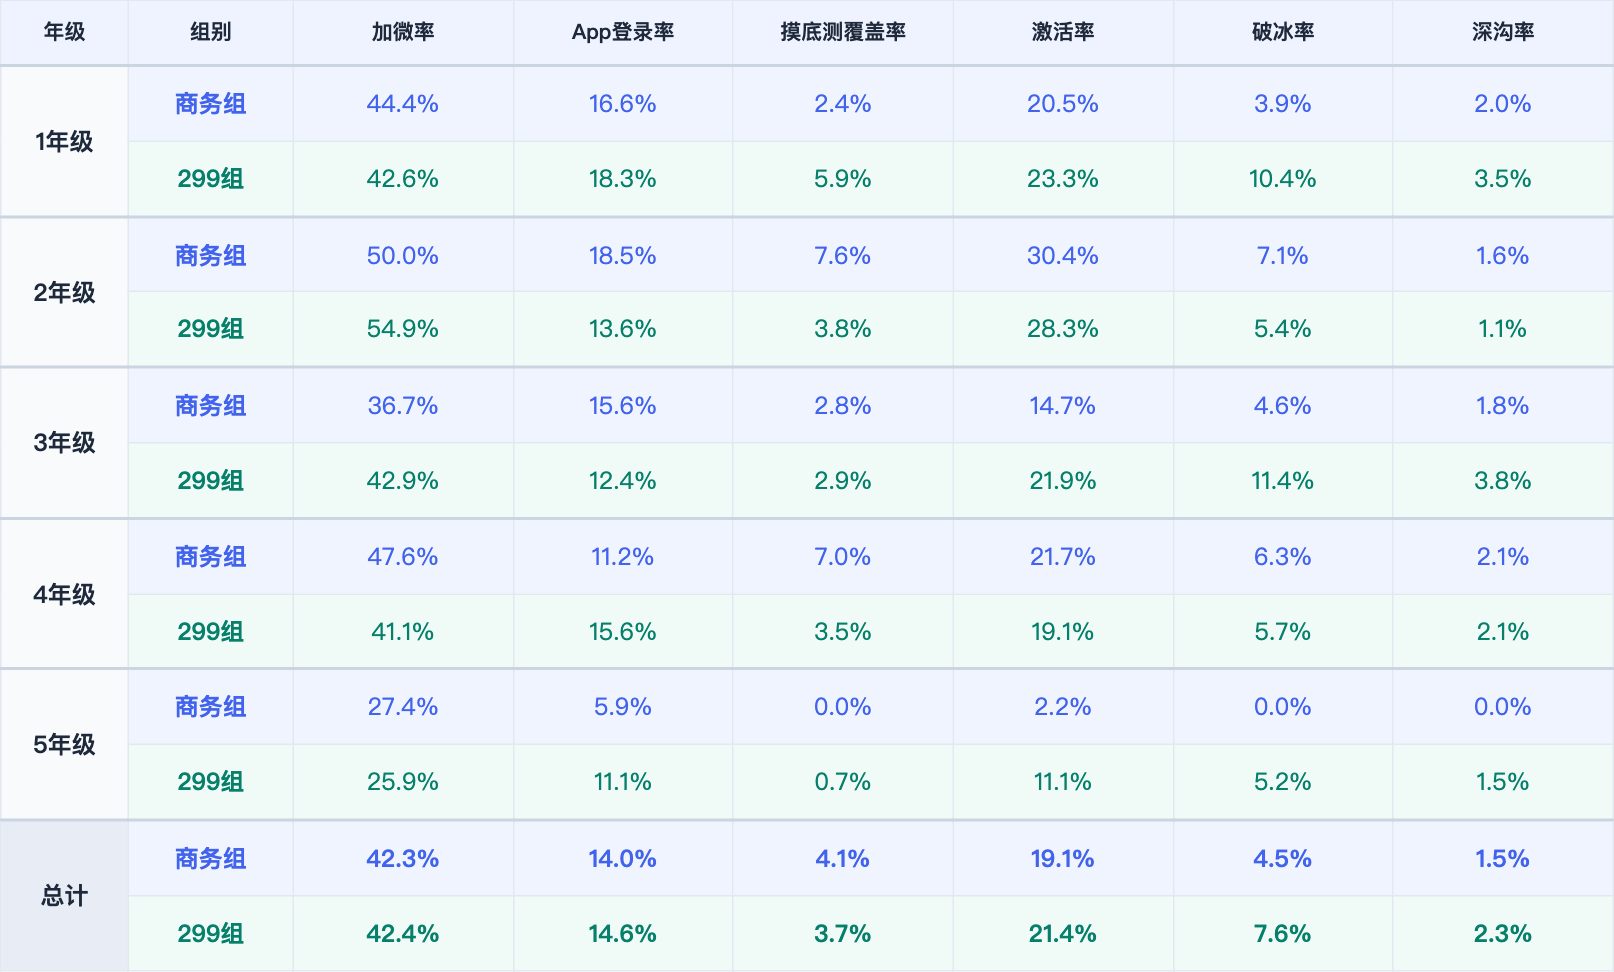 年级 组别 加微率 App登录率 摸底测覆盖率 激活率 破冰率 深沟率
1年级
商务组 44.4% 16.6% 2.4% 20.5% 3.9% 2.0%
299组 42.6% 18.3% 5.9% 23.3% 10.4% 3.5%
2年级
商务组 50.0% 18.5% 7.6% 30.4% 7.1% 1.6%
299组 54.9% 13.6% 3.8% 28.3% 5.4% 1.1%
3年级
商务组 36.7% 15.6% 2.8% 14.7% 4.6% 1.8%
299组 42.9% 12.4% 2.9% 21.9% 11.4% 3.8%
4年级
商务组 47.6% 11.2% 7.0% 21.7% 6.3% 2.1%
299组 41.1% 15.6% 3.5% 19.1% 5.7% 2.1%
5年级
商务组 27.4% 5.9% 0.0% 2.2% 0.0% 0.0%
299组 25.9% 11.1% 0.7% 11.1% 5.2% 1.5%
总计
商务组 42.3% 14.0% 4.1% 19.1% 4.5% 1.5%
299组 42.4% 14.6% 3.7% 21.4% 7.6% 2.3%